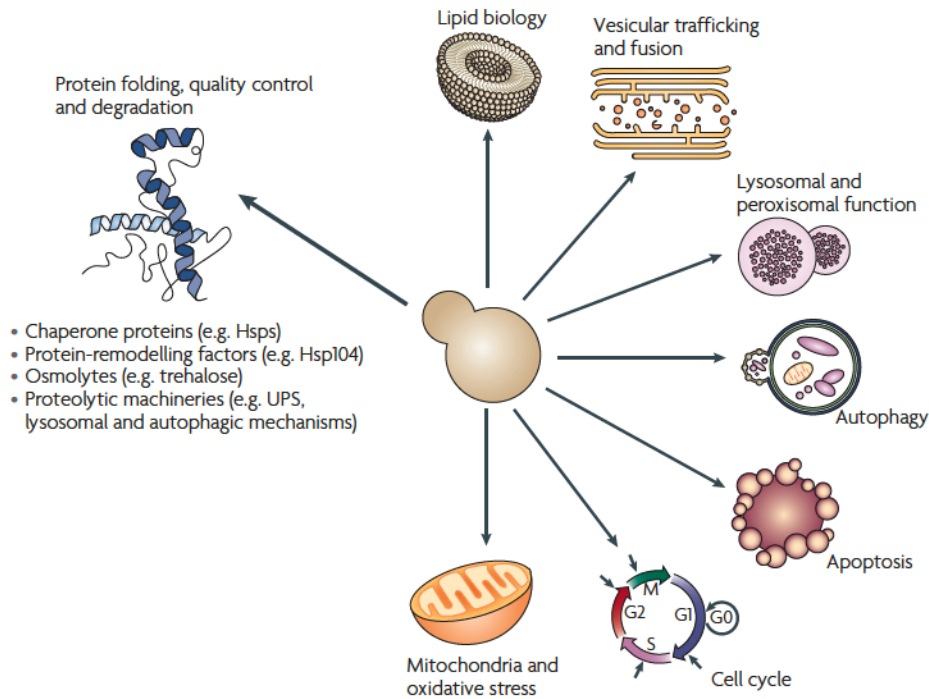 Lipid biology
Vesicular trafficking
and fusion
Protein folding, quality control
and degradation
Lysosomal and
peroxisomal function
• Chaperone proteins (e.g. Hsps)
• Protein-remodelling factors (e.g. Hsp104)
• Osmolytes (e.g. trehalose)
• Proteolytic machineries (e.g. UPS,
lysosomal and autophagic mechanisms)
Autophagy
Apoptosis
M
G2
G1
G0
S
Mitochondria and
oxidative stress
Cell cycle